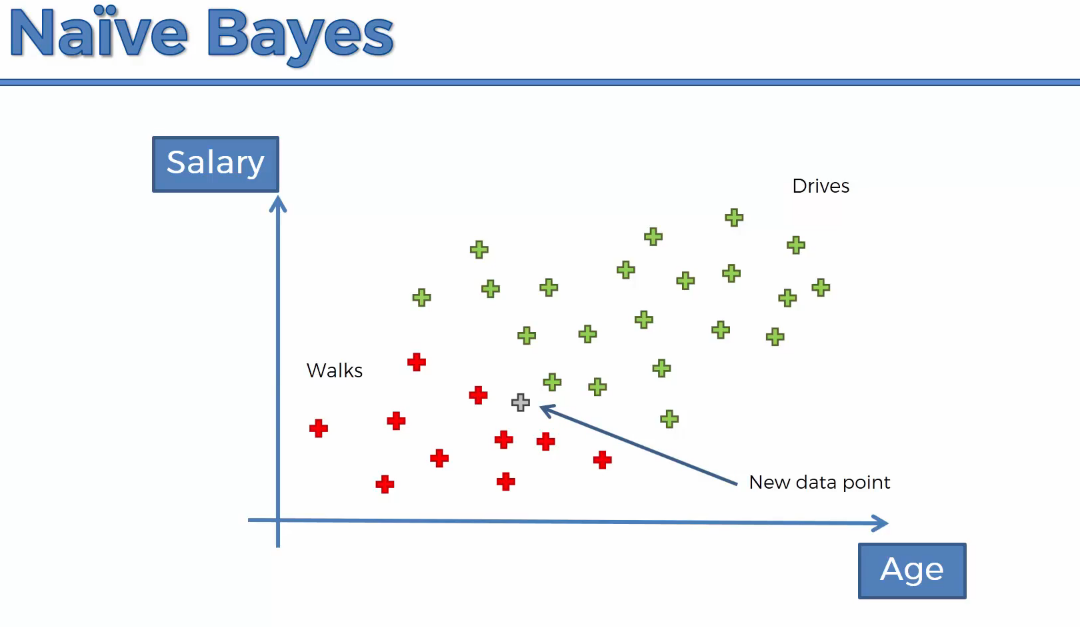 Naïve Bayes
Salary
Drives
Walks
New data point
Age